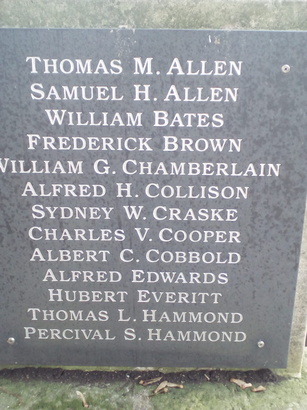 THOMAS M. ALLEN
SAMUEL H. ALLEN
WILLIAM BATES
FREDERICK BROWN
WILLIAM G. CHAMBERLAIN
ALFRED H. COLLISON
SYDNEY W. CRASKE
CHARLES V. COOPER
ALBERT C. COBBOLD
ALFRED EDWARDS
HUBERT EVERITT
THOMAS L. HAMMOND
PERCIVAL S. HAMMOND